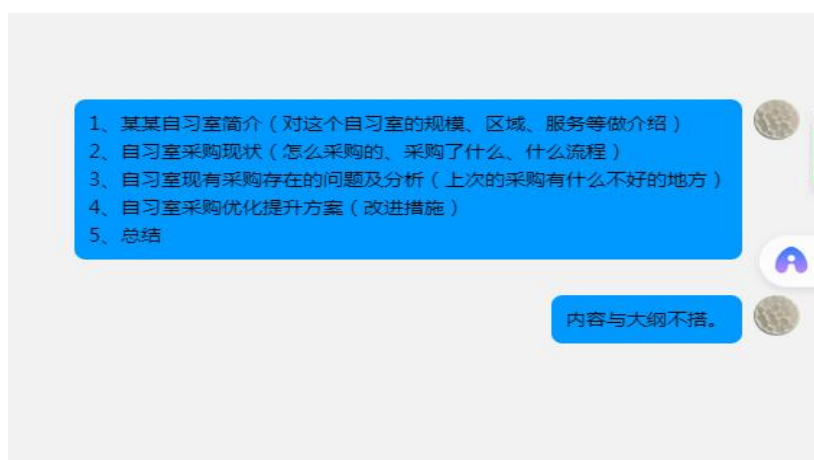 1、某某自习室简介（对这个自习室的规模、区域、服务等做介绍）
2、自习室采购现状（怎么采购的、采购了什么、什么流程）
3、自习室现有采购存在的问题及分析（上次的采购有什么不好的地方）
4、自习室采购优化提升方案（改进措施）
5、总结
内容与大纲不搭。